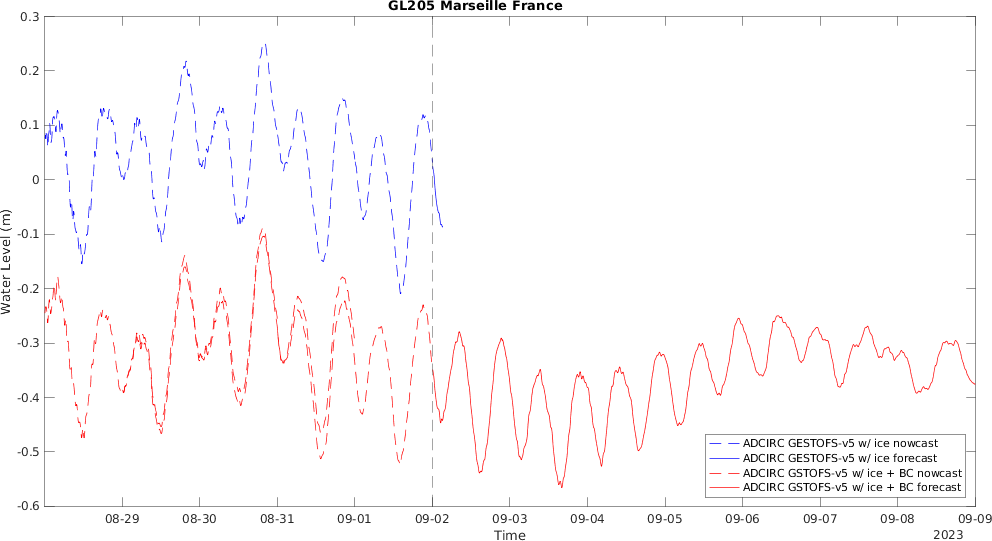 GL205 Marseille France
0.3
0.2
0.1
0
-0.1
-0.2
-0.3
-0.4
-0.5
-0.6
Water Level (m)
ADCIRC GESTOFS-v5 w/ ice nowcast
ADCIRC GESTOFS-v5 w/ ice forecast
ADCIRC GSTOFS-v5 w/ ice + BC nowcast
ADCIRC GSTOFS-v5 w/ ice + BC forecast
08-29 08-30 08-31 09-01 09-02 09-03 09-04 09-05 09-06 09-07 09-08 09-09
Time
2023